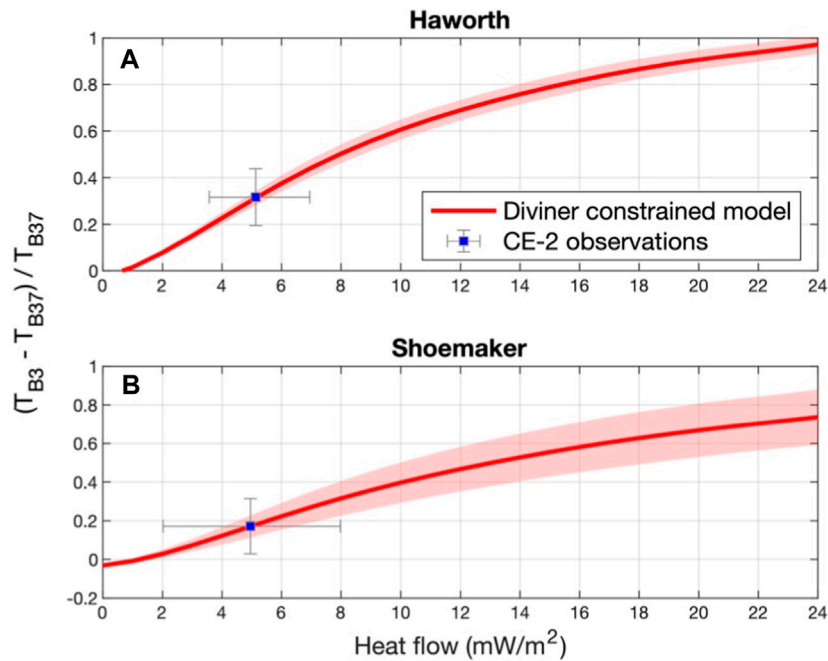 Haworth
A
1
0.8
0.6
0.4
0.2
0
0 2 4 6 8 10 12 14 16 18 20 22 24
Diviner constrained model
CE-2 observations
(T_B3 - T_B37) / T_B37
Shoemaker
B
1
0.8
0.6
0.4
0.2
0
-0.2
0 2 4 6 8 10 12 14 16 18 20 22 24
Heat flow (mW/m²)